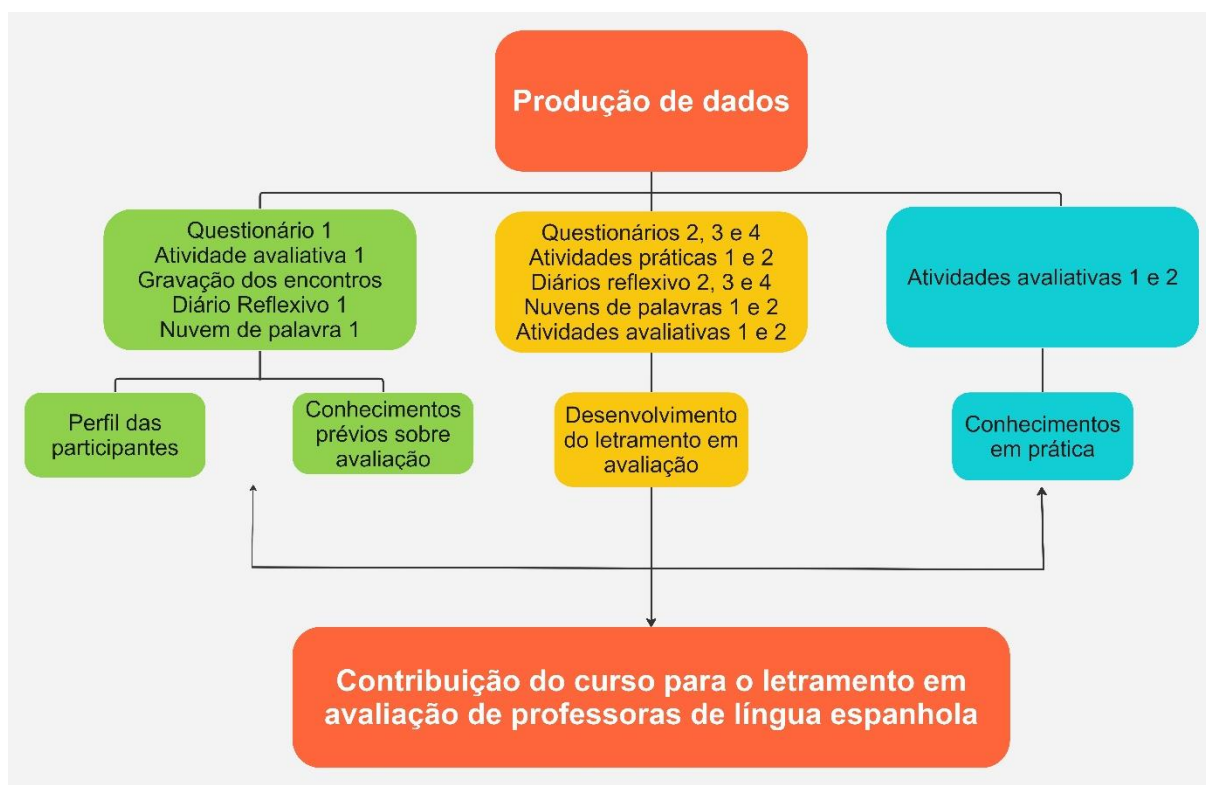 Produção de dados
Questionário 1
Atividade avaliativa 1
Gravação dos encontros
Diário Reflexivo 1
Nuvem de palavra 1
Questionários 2, 3 e 4
Atividades práticas 1 e 2
Diários reflexivo 2, 3 e 4
Nuvens de palavras 1 e 2
Atividades avaliativas 1 e 2
Atividades avaliativas 1 e 2
Perfil das
participantes
Conhecimentos
prévios sobre
avaliação
Desenvolvimento
do letramento em
avaliação
Conhecimentos
em prática
Contribuição do curso para o letramento em
avaliação de professoras de língua espanhola